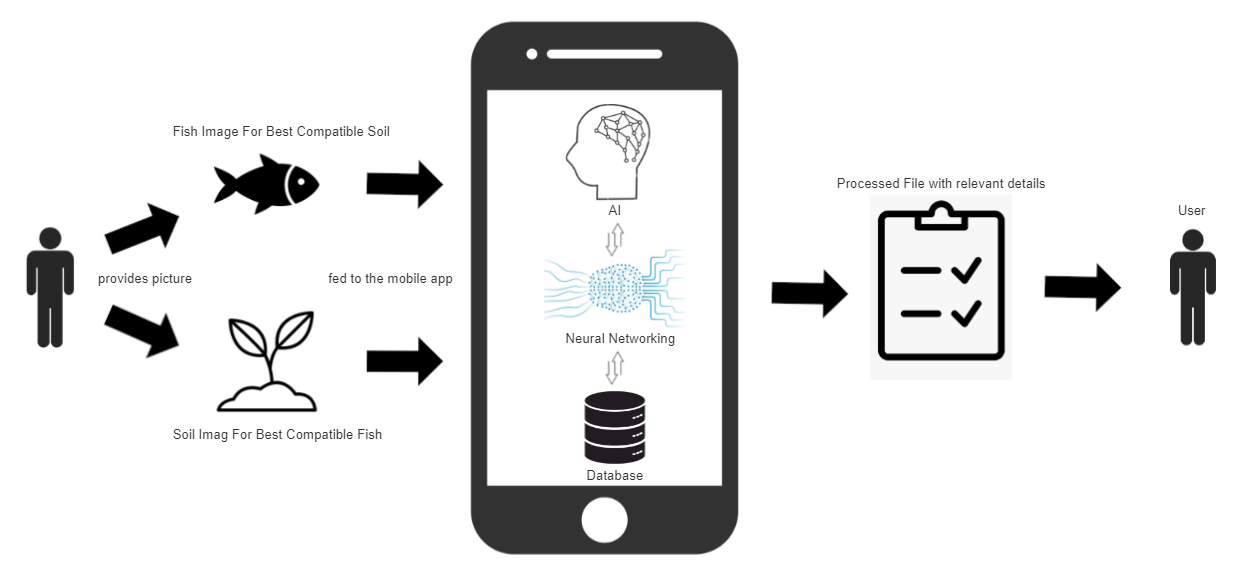 Fish Image For Best Compatible Soil
provides picture
fed to the mobile app
Soil Imag For Best Compatible Fish
AI
Neural Networking
Database
Processed File with relevant details
User